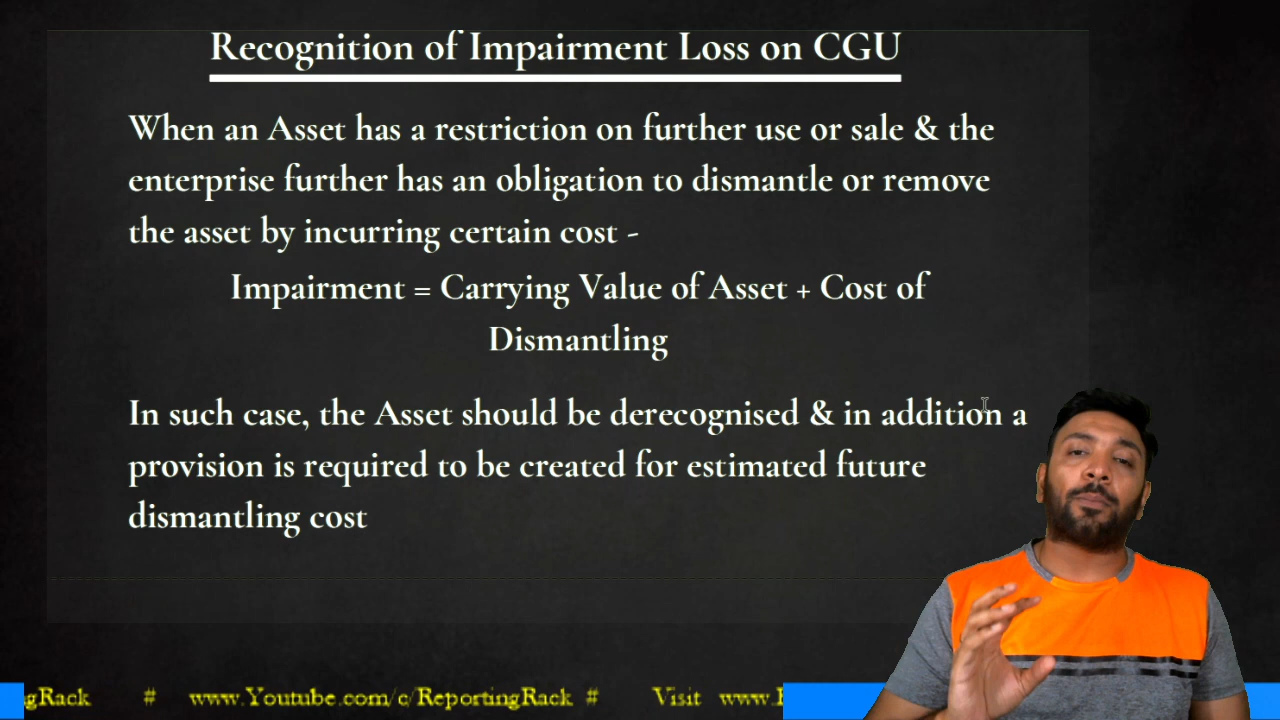 Recognition of Impairment Loss on CGU
When an Asset has a restriction on further use or sale & the
enterprise further has an obligation to dismantle or remove
the asset by incurring certain cost -
Impairment = Carrying Value of Asset + Cost of
Dismantling
In such case, the Asset should be derecognised & in addition a
provision is required to be created for estimated future
dismantling cost
gRack # www.Youtube.com/c/ReportingRack # Visit www.